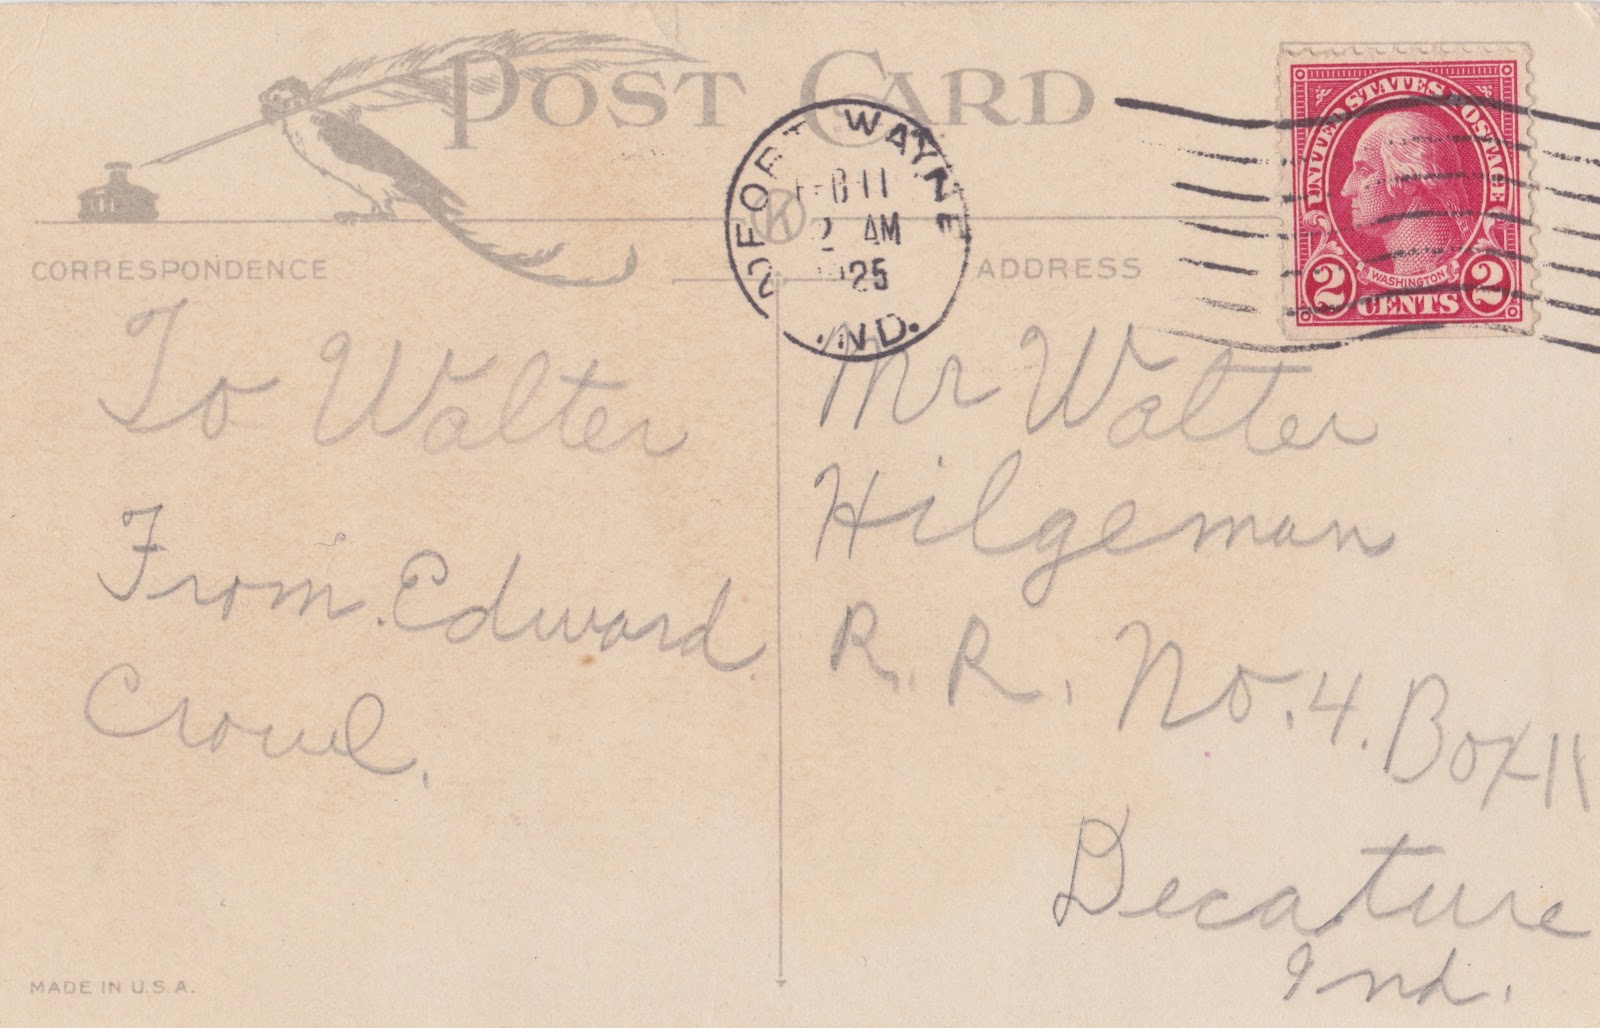 POST CARD
FORT WAYNE
2
FEB 11
2 AM
1925
IND.
UNITED STATES POSTAGE
WASHINGTON
2 CENTS 2
K
CORRESPONDENCE
ADDRESS
To Walter
From. Edward
Crowl.
Mr Walter
Hilgeman
R. R. No. 4. Box 11
Decature
Ind.
MADE IN U.S.A.